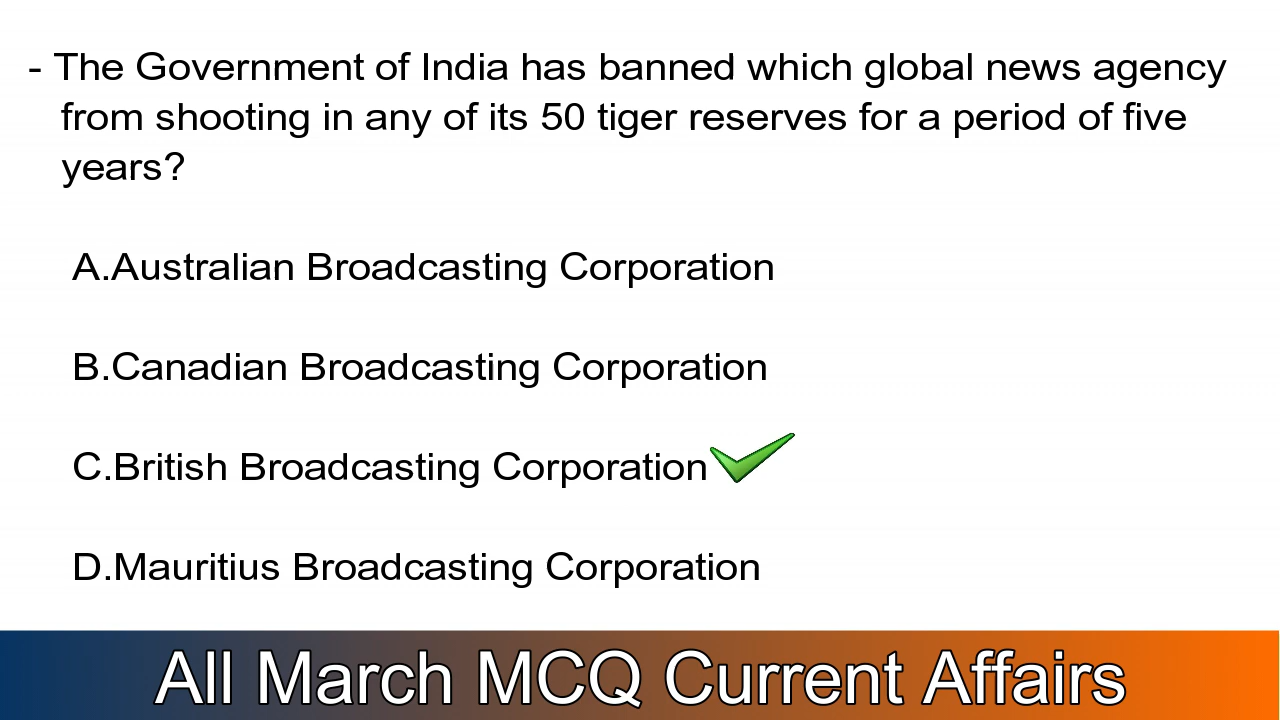 - The Government of India has banned which global news agency
from shooting in any of its 50 tiger reserves for a period of five
years?
A.Australian Broadcasting Corporation
B.Canadian Broadcasting Corporation
C.British Broadcasting Corporation
D.Mauritius Broadcasting Corporation
All March MCQ Current Affairs